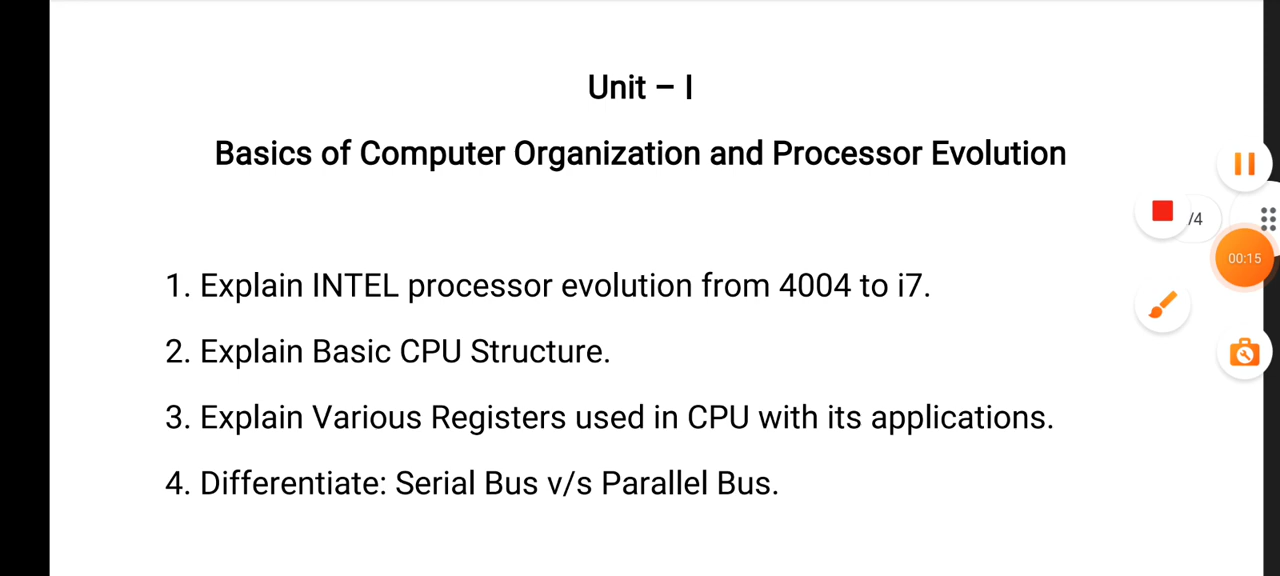 Unit – I
Basics of Computer Organization and Processor Evolution
/4
00:15
1. Explain INTEL processor evolution from 4004 to i7.
2. Explain Basic CPU Structure.
3. Explain Various Registers used in CPU with its applications.
4. Differentiate: Serial Bus v/s Parallel Bus.